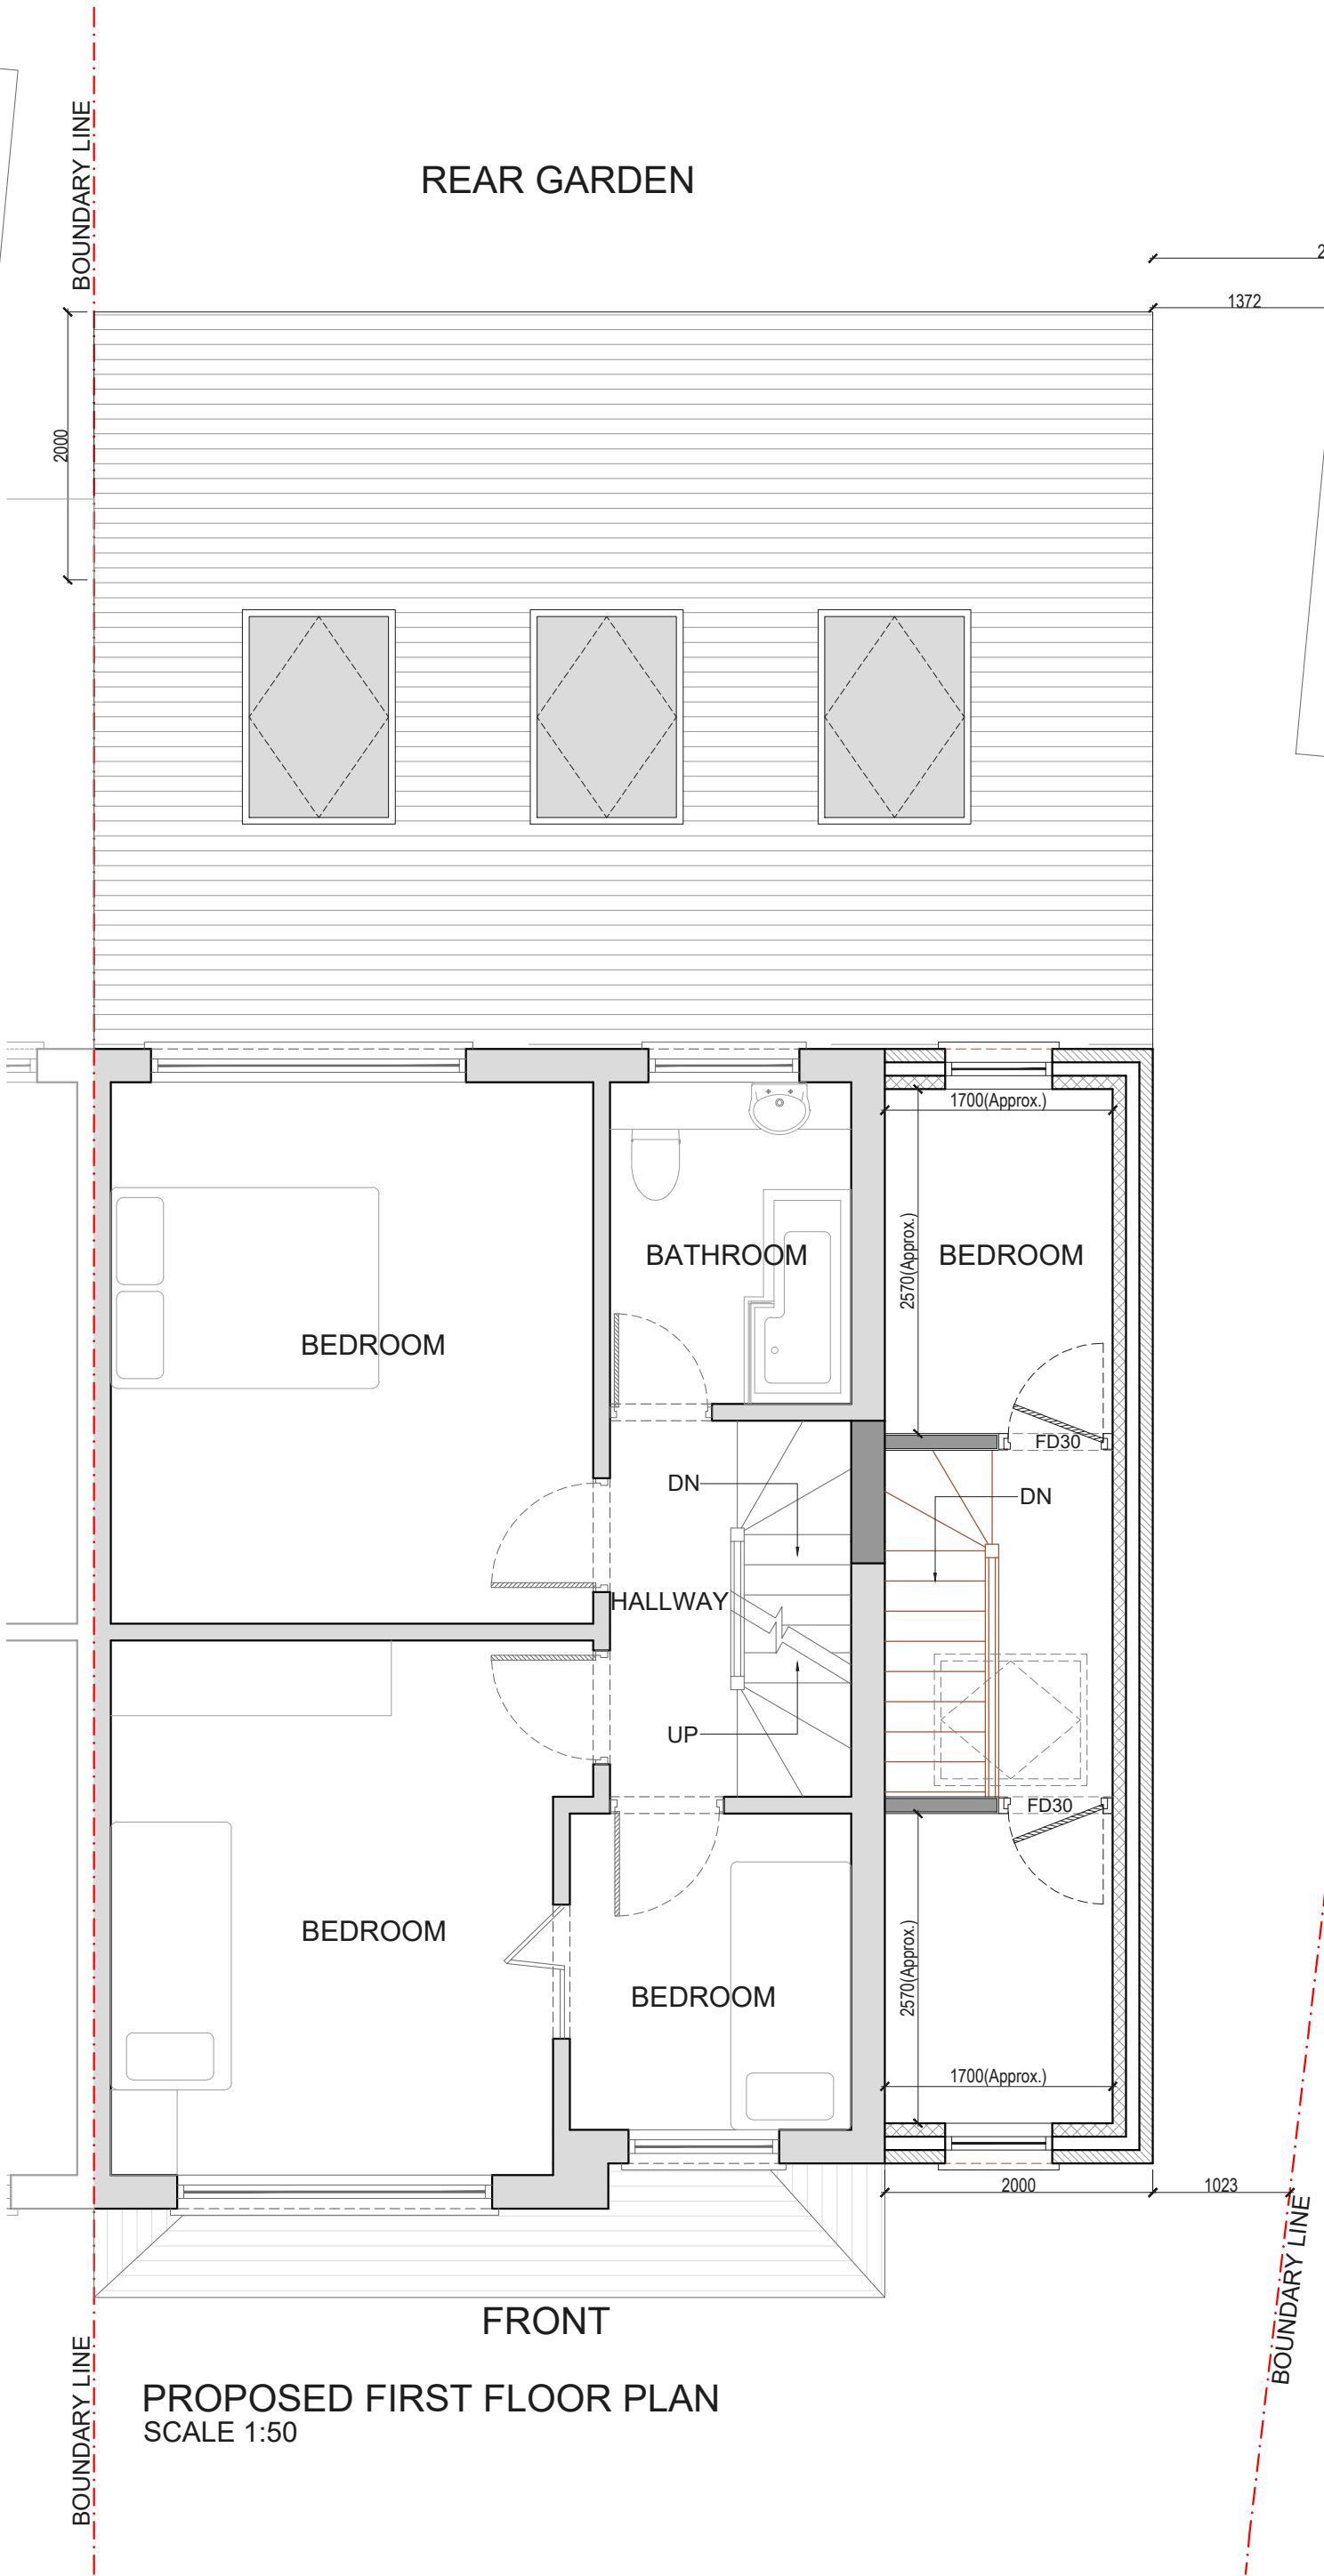 BOUNDARY LINE
REAR GARDEN
2
1372
2000
1700(Approx.)
2570(Approx.)
BATHROOM
BEDROOM
BEDROOM
FD30
DN
DN
HALLWAY
UP
FD30
BEDROOM
2570(Approx.)
BEDROOM
1700(Approx.)
2000
1023
BOUNDARY LINE
FRONT
BOUNDARY LINE
PROPOSED FIRST FLOOR PLAN
SCALE 1:50